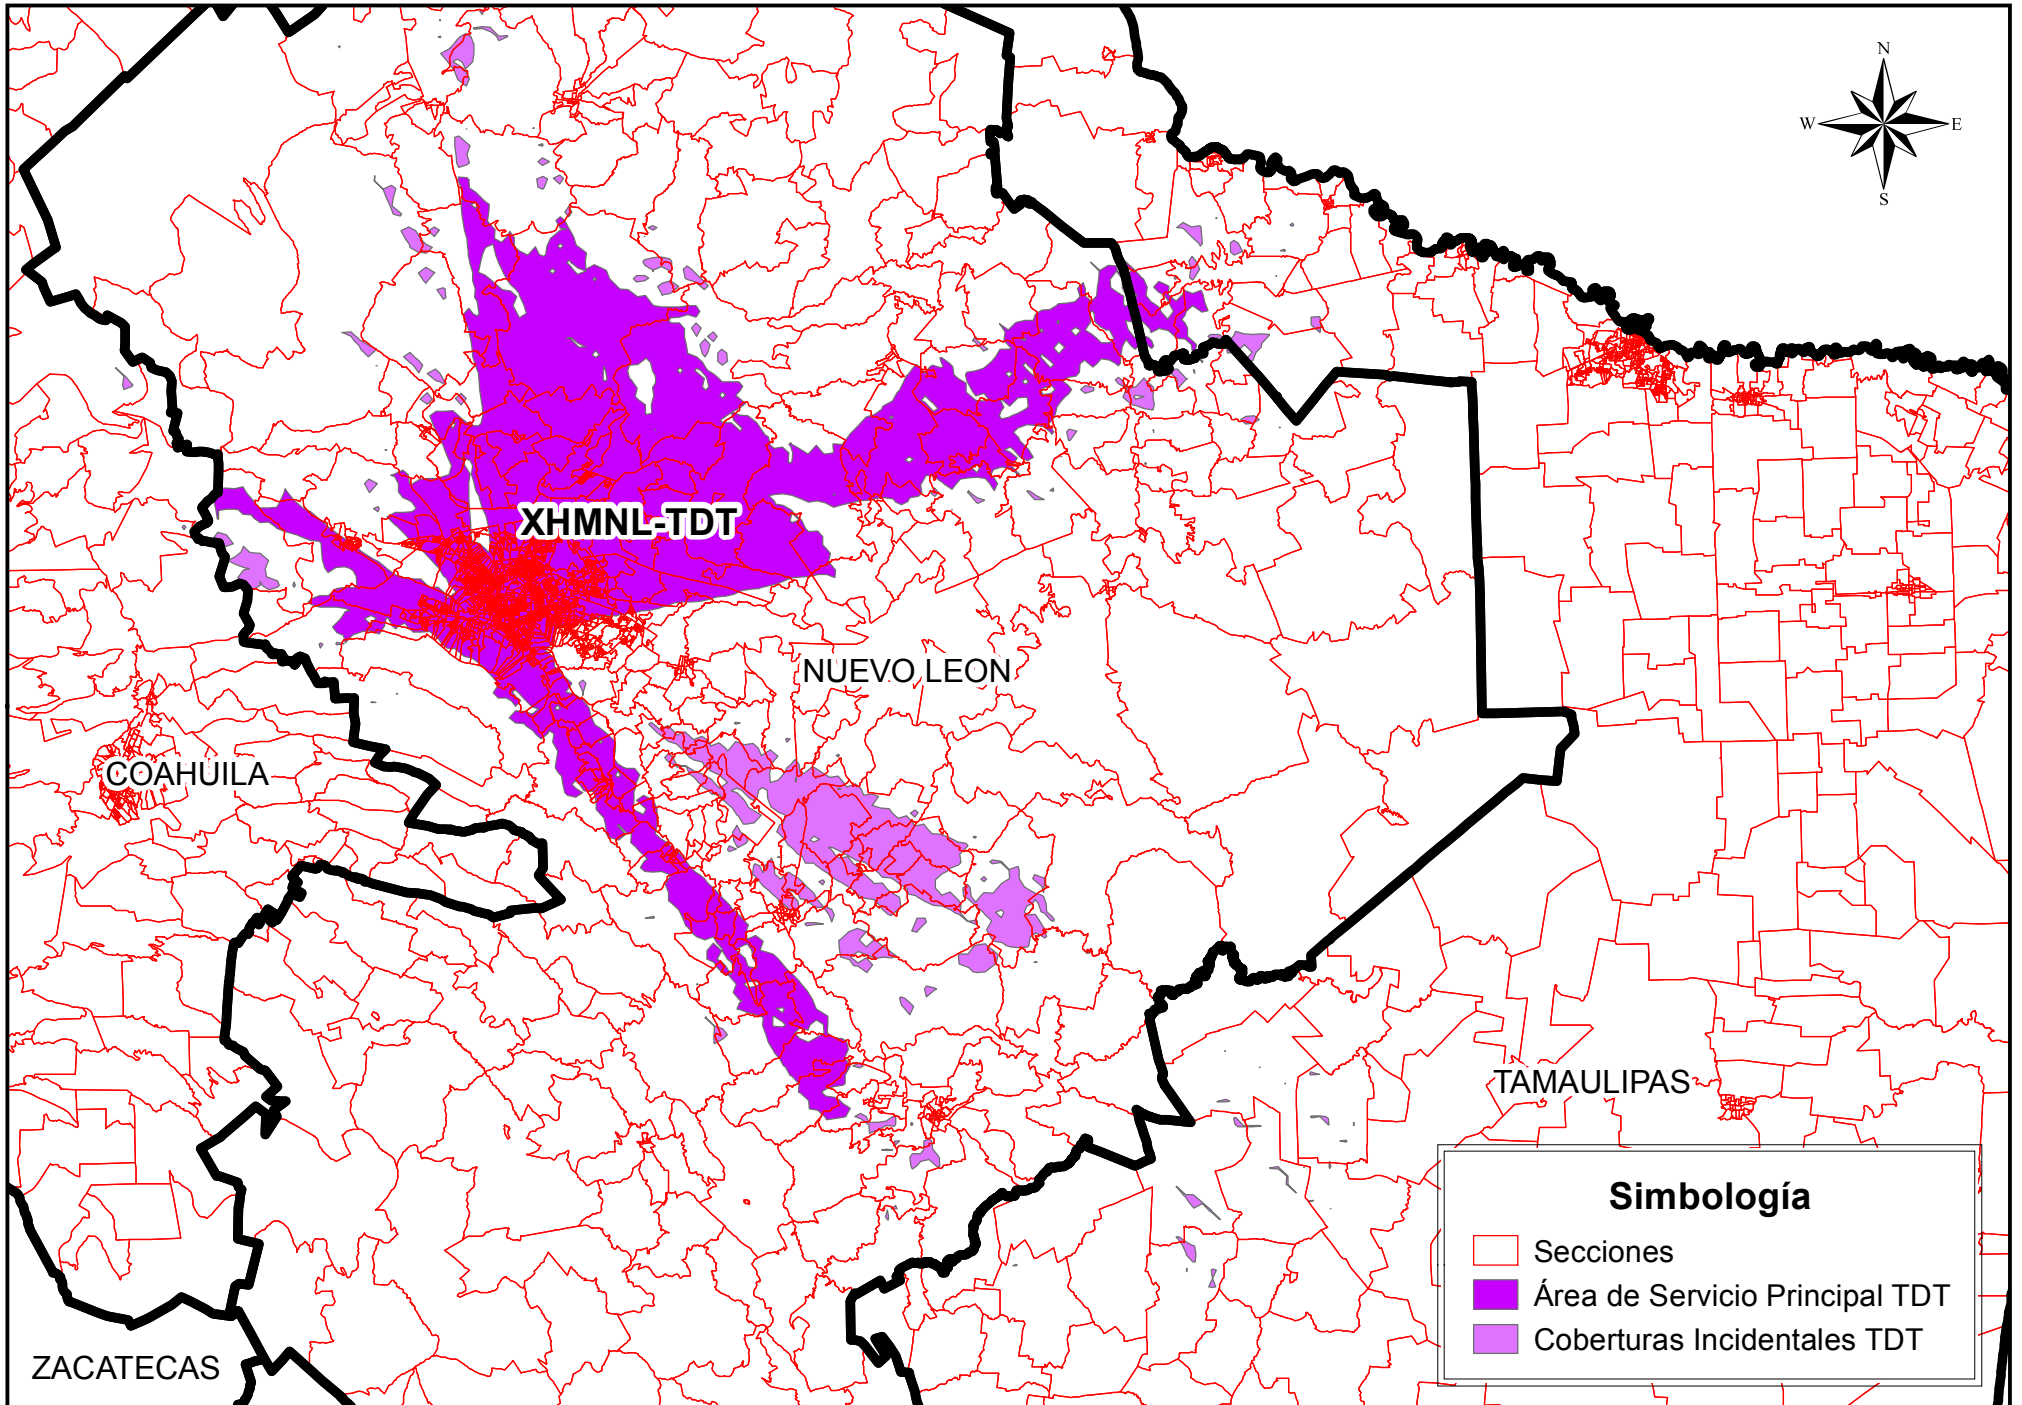 N
W
E
S
XHMNL-TDT
NUEVO LEON
COAHUILA
TAMAULIPAS
ZACATECAS
Simbología
Secciones
Área de Servicio Principal TDT
Coberturas Incidentales TDT